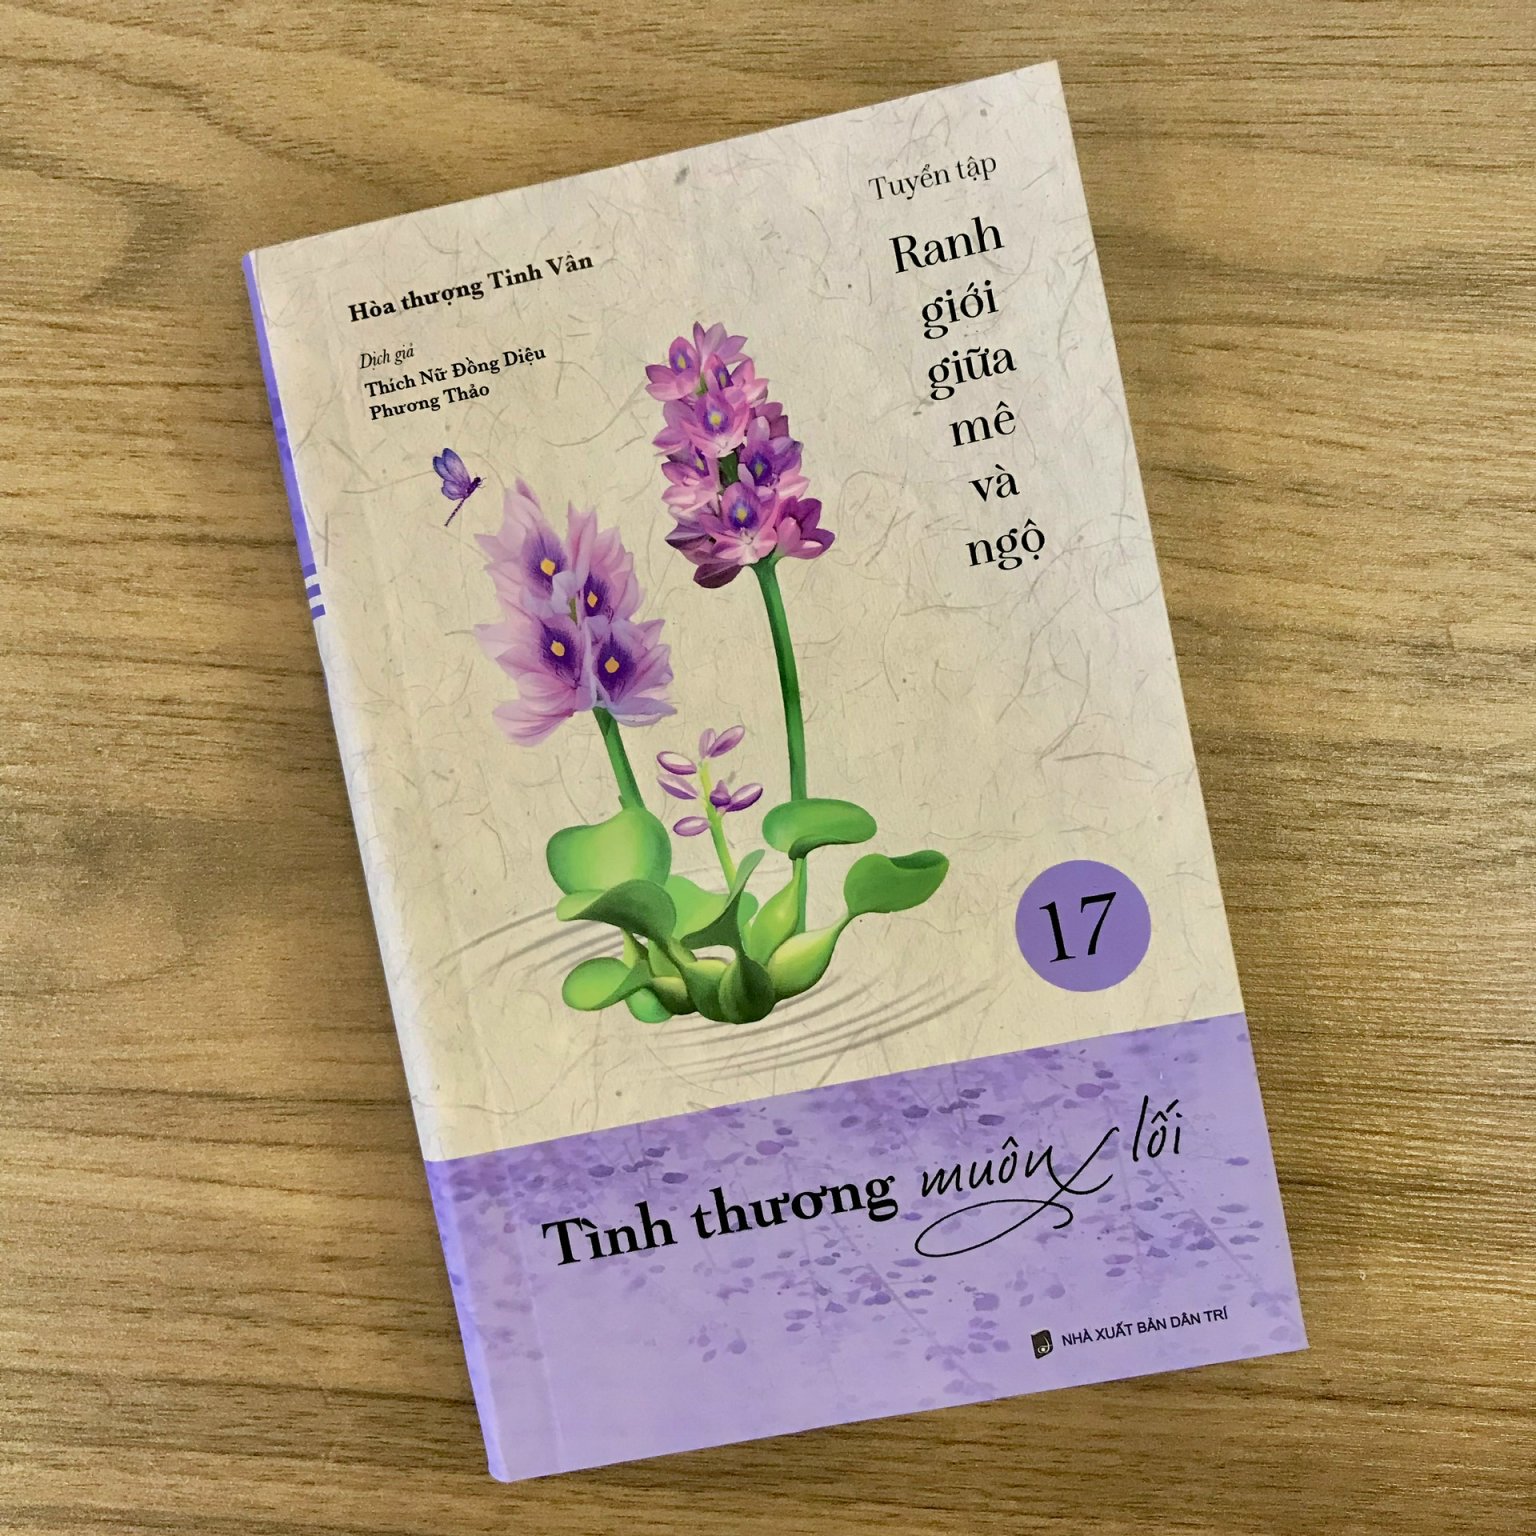 Tuyển tập
Ranh
giới
giữa
mê
và
ngộ
Hòa thượng Tinh Vân
Dịch giả
Thích Nữ Đồng Diệu
Phương Thảo
17
Tình thương muôn lối
NHÀ XUẤT BẢN DÂN TRÍ